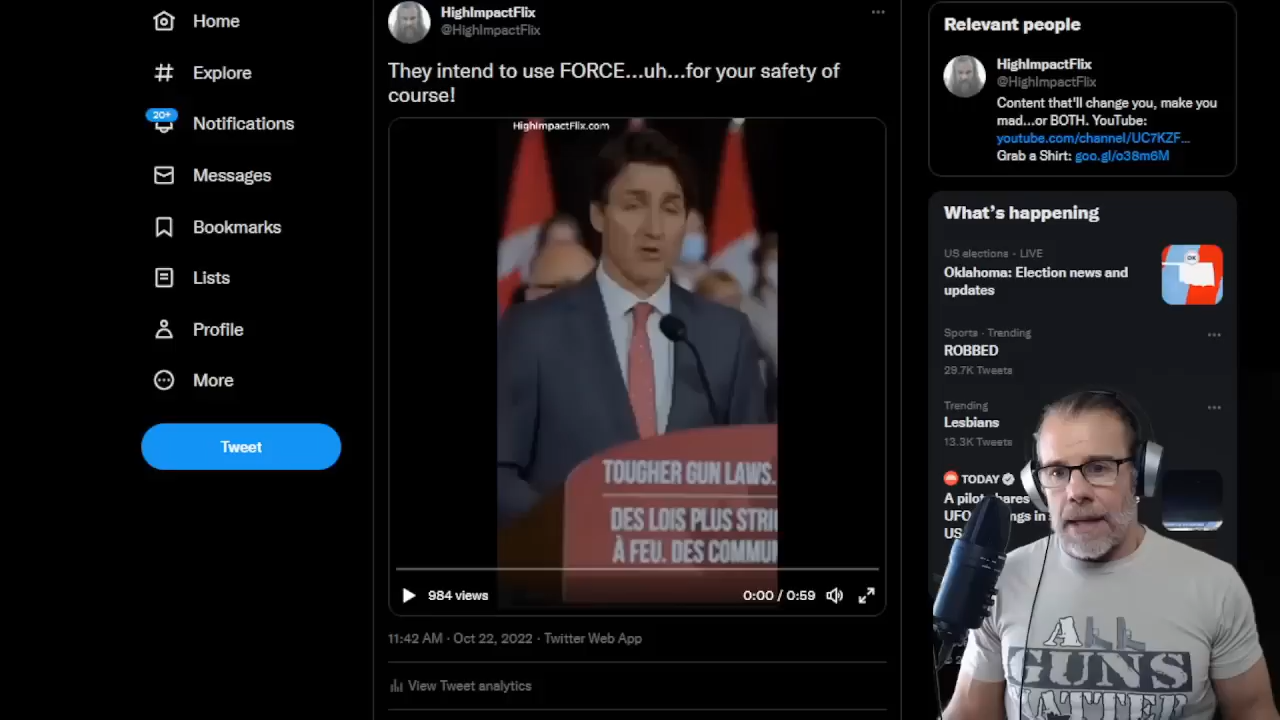 Home
Explore
20+
Notifications
Messages
Bookmarks
Lists
Profile
More
Tweet
HighImpactFlix
@HighImpactFlix
They intend to use FORCE...uh...for your safety of
course!
HighImpactFlix.com
TOUGHER GUN LAWS.
DES LOIS PLUS STRI
À FEU. DES COMMU
984 views
0:00 / 0:59
11:42 AM · Oct 22, 2022 · Twitter Web App
View Tweet analytics
Relevant people
HighImpactFlix
@HighImpactFlix
Content that'll change you, make you
mad...or BOTH. YouTube:
youtube.com/channel/UC7KZF...
Grab a Shirt: goo.gl/o38m6M
What's happening
US elections · LIVE
Oklahoma: Election news and
updates
OK
Sports · Trending
ROBBED
29.7K Tweets
Trending
Lesbians
13.3K Tweets
TODAY
A pilot shares
UFO
US
ALL
GUNS
MATTER